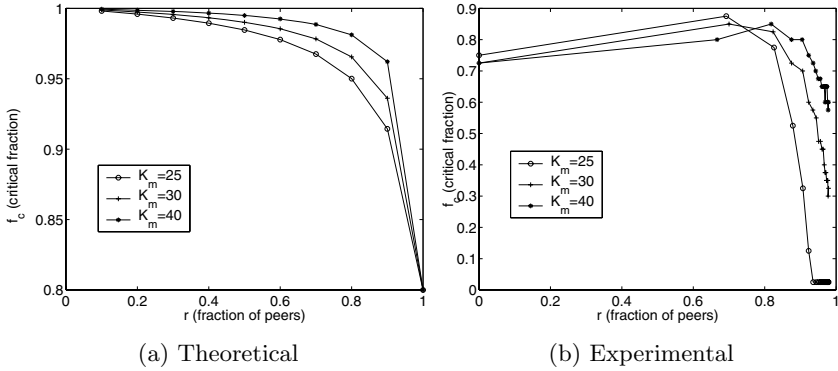 1
0.95
0.9
0.85
0.8
0
0.2
0.4
0.6
0.8
1
f_c (critical fraction)
r (fraction of peers)
K_m=25
K_m=30
K_m=40
(a) Theoretical
0.9
0.8
0.7
0.6
0.5
0.4
0.3
0.2
0.1
0
0
0.2
0.4
0.6
0.8
1
f_c (critical fraction)
r (fraction of peers)
K_m=25
K_m=30
K_m=40
(b) Experimental